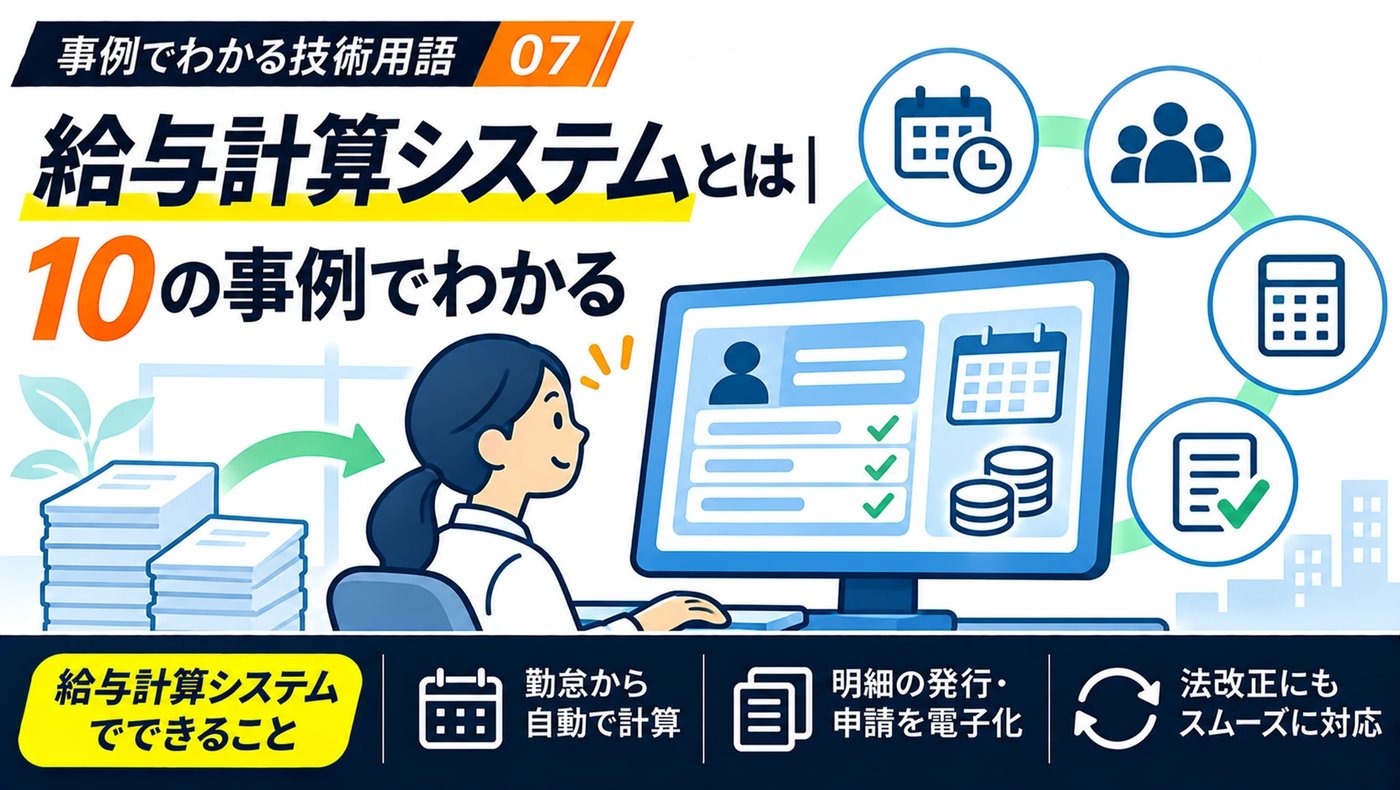 事例でわかる技術用語 07
給与計算システムとは|
10の事例でわかる
給与計算システム
でできること
勤怠から
自動で計算
明細の発行・
申請を電子化
法改正にも
スムーズに対応